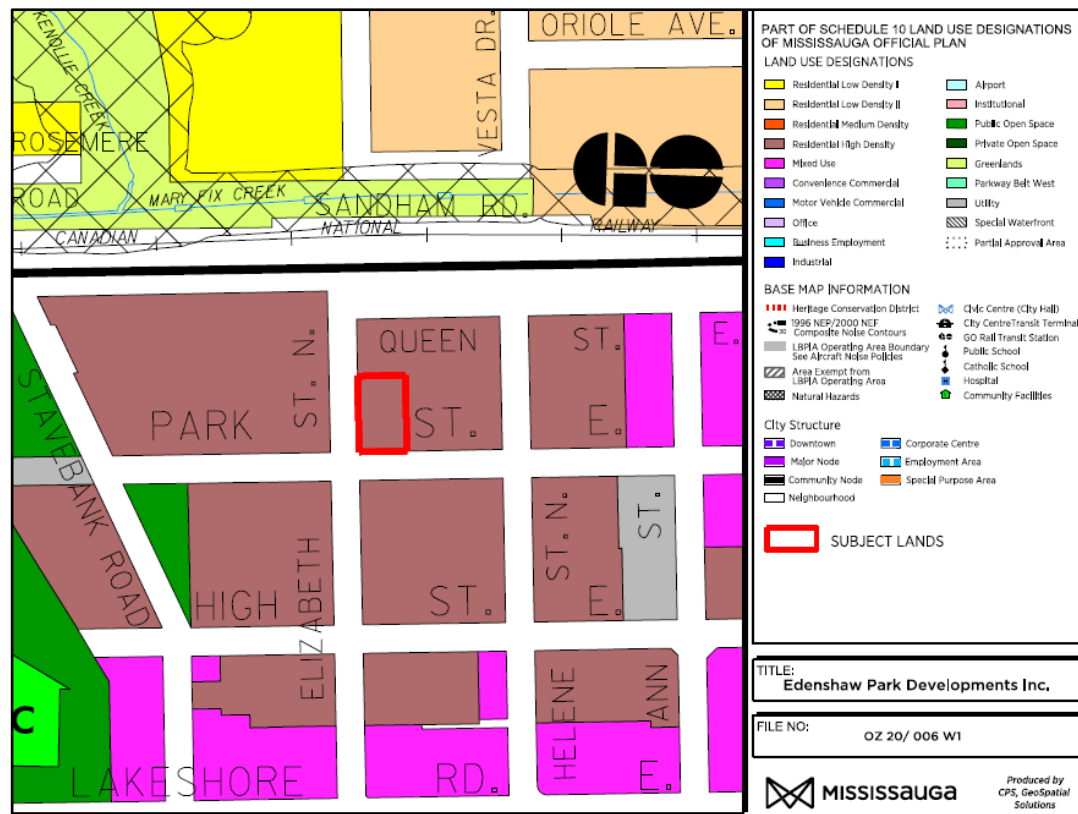 KENOLLIE CREEK
ORIOLE AVE.
VESTA DR.
ROSEMERE
ROAD
MARY FIX CREEK
SANDHAM RD.
CANADIAN
NATIONAL
RAILWAY
QUEEN
ST.
E.
ST. N.
PARK
ST.
E.
STAVEBANK ROAD
HIGH
ST.
E.
ELIZABETH
ST. N.
ST.
HELENE
ANN
C
LAKESHORE
RD.
E.
PART OF SCHEDULE 10 LAND USE DESIGNATIONS
OF MISSISSAUGA OFFICIAL PLAN
LAND USE DESIGNATIONS
Residential Low Density I
Residential Low Density II
Residential Medium Density
Residential High Density
Mixed Use
Convenience Commercial
Motor Vehicle Commercial
Office
Business Employment
Industrial
Airport
Institutional
Public Open Space
Private Open Space
Greenlands
Parkway Belt West
Utility
Special Waterfront
Partial Approval Area
BASE MAP INFORMATION
Heritage Conservation District
1996 NEP/2000 NEF
Composite Noise Contours
LBPIA Operating Area Boundary
See Aircraft Noise Policies
Area Exempt from
LBPIA Operating Area
Natural Hazards
Civic Centre (City Hall)
City CentreTransit Terminal
GO Rail Transit Station
Public School
Catholic School
H Hospital
Community Facilities
City Structure
Downtown
Major Node
Community Node
Neighbourhood
Corporate Centre
Employment Area
Special Purpose Area
SUBJECT LANDS
TITLE:
Edenshaw Park Developments Inc.
FILE NO:
OZ 20/ 006 W1
MISSISSAUGA
Produced by
CPS, GeoSpatial
Solutions